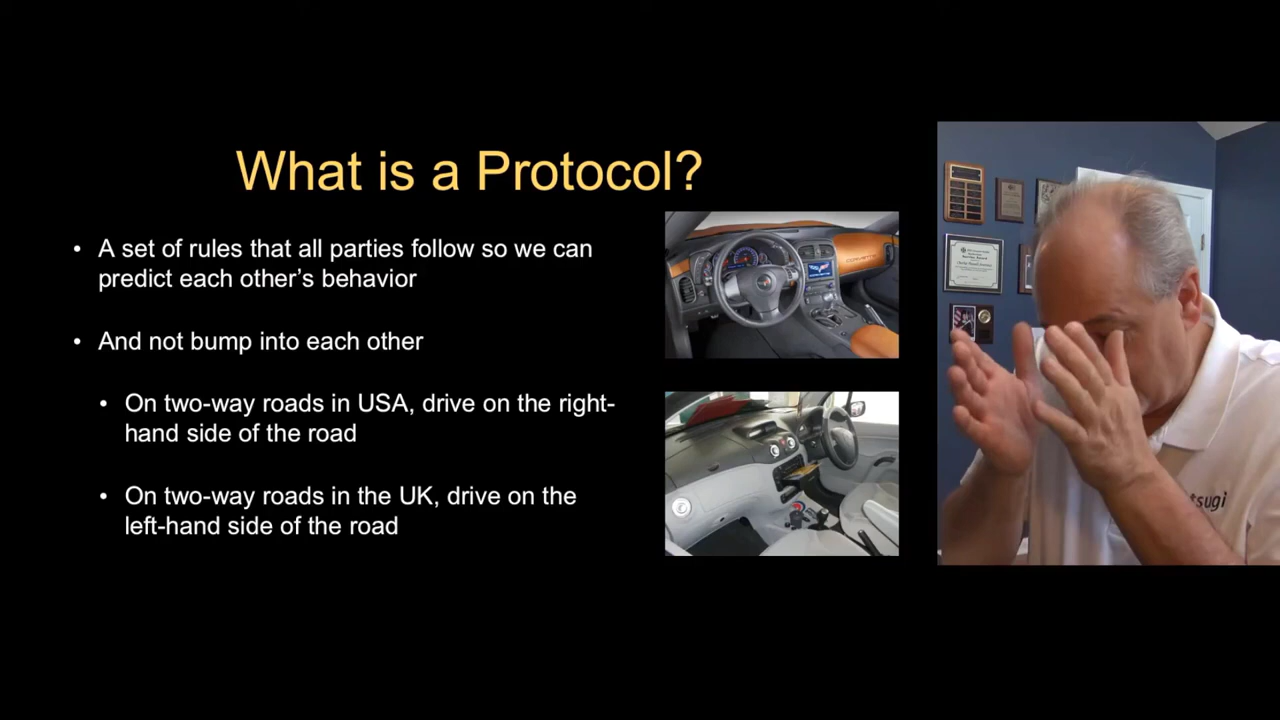 What is a Protocol?
• A set of rules that all parties follow so we can
predict each other’s behavior
• And not bump into each other
• On two-way roads in USA, drive on the right-
hand side of the road
• On two-way roads in the UK, drive on the
left-hand side of the road